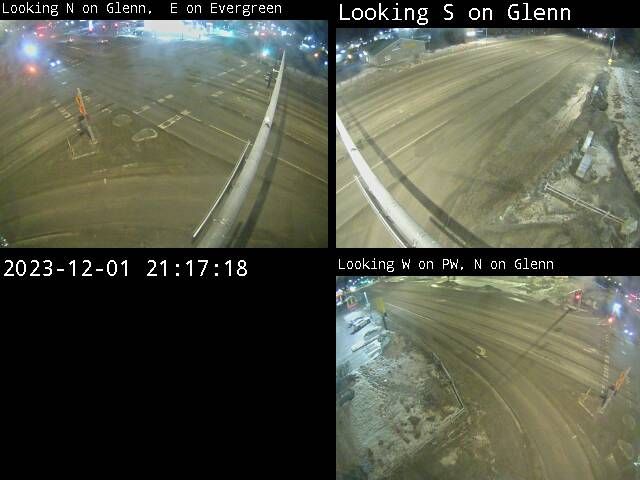 Looking N on Glenn, E on Evergreen
Looking S on Glenn
2023-12-01 21:17:18
Looking W on PW, N on Glenn